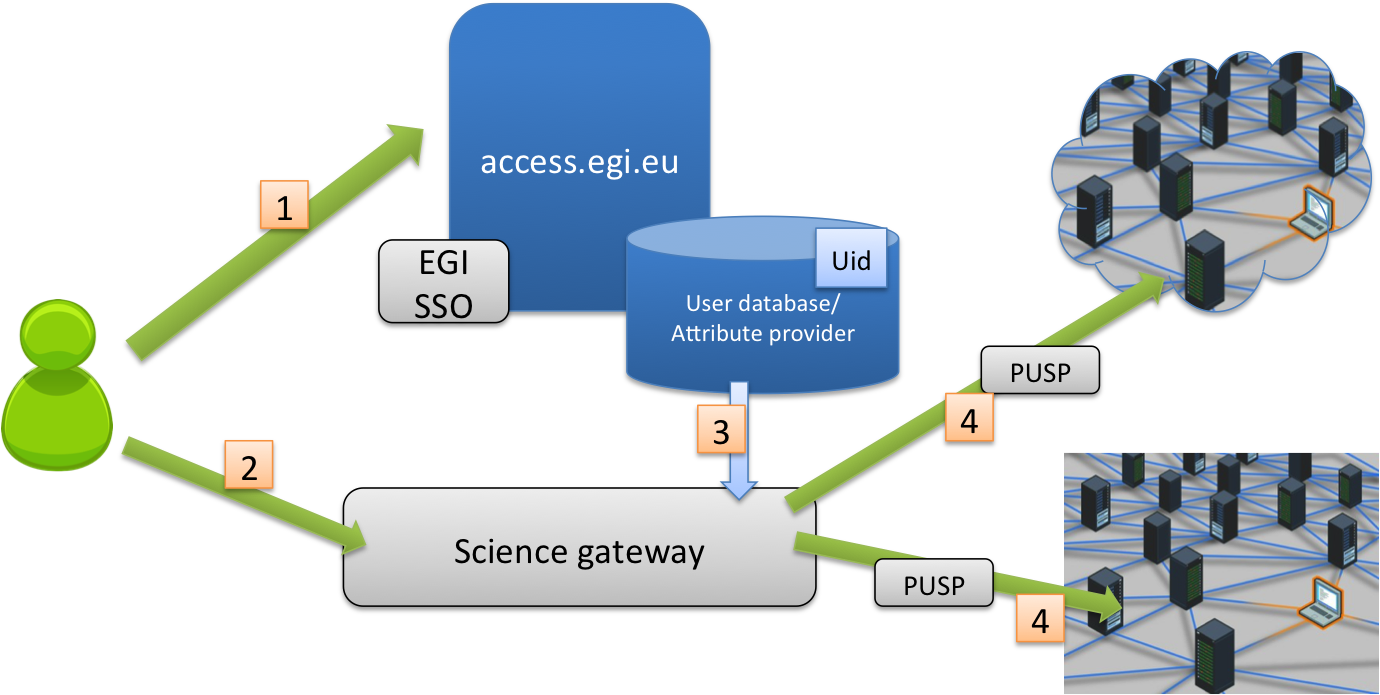 access.egi.eu
1
EGI
SSO
Uid
User database/
Attribute provider
PUSP
3
4
2
Science gateway
PUSP
4